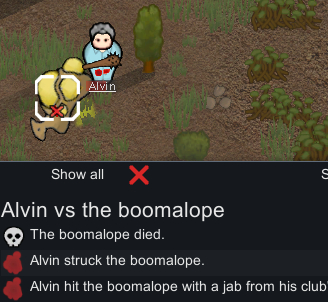 Alvin
Show all
Alvin vs the boomalope
The boomalope died.
Alvin struck the boomalope.
Alvin hit the boomalope with a jab from his club